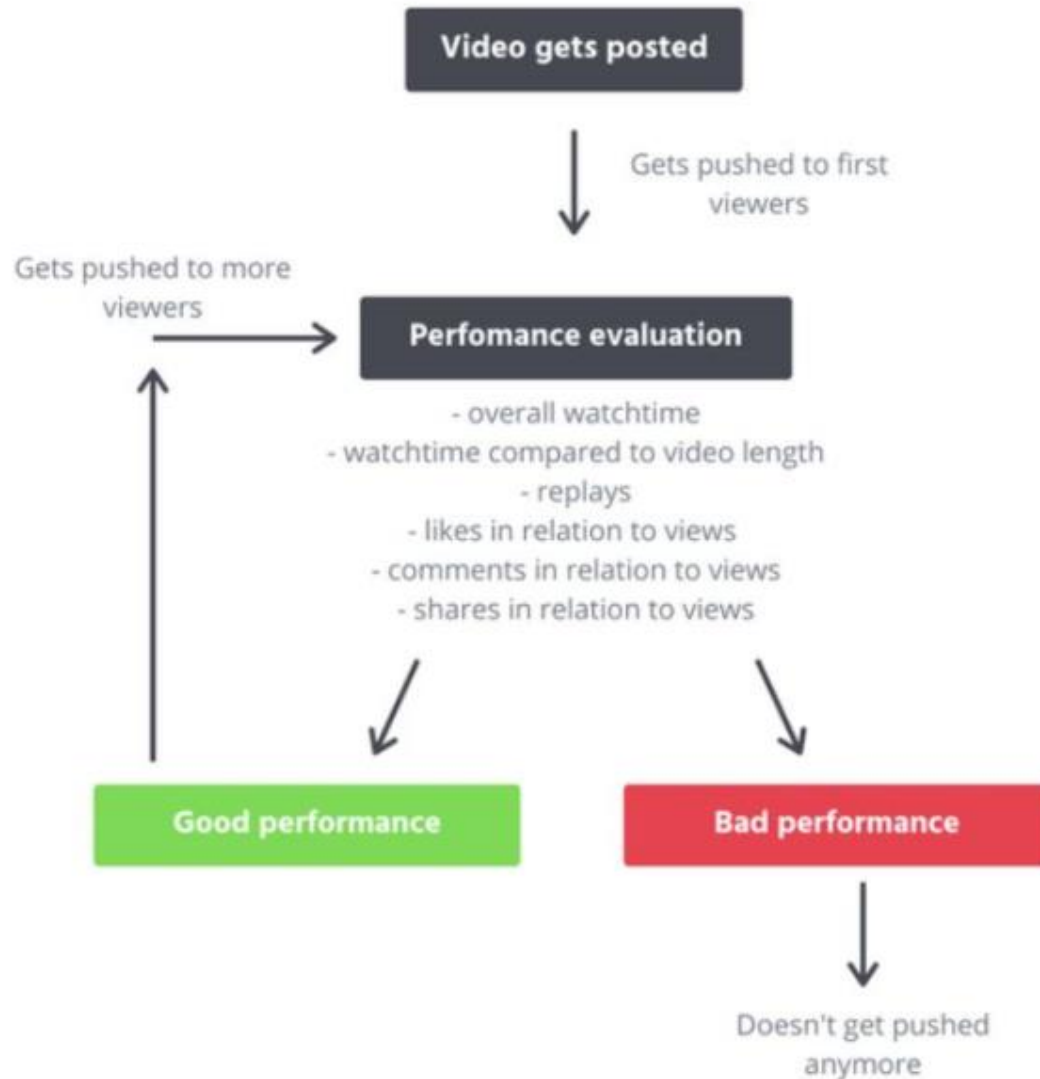 Video gets posted
Gets pushed to first
viewers
Gets pushed to more
viewers
Perfomance evaluation
- overall watchtime
- watchtime compared to video length
- replays
- likes in relation to views
- comments in relation to views
- shares in relation to views
Good performance
Bad performance
Doesn't get pushed
anymore